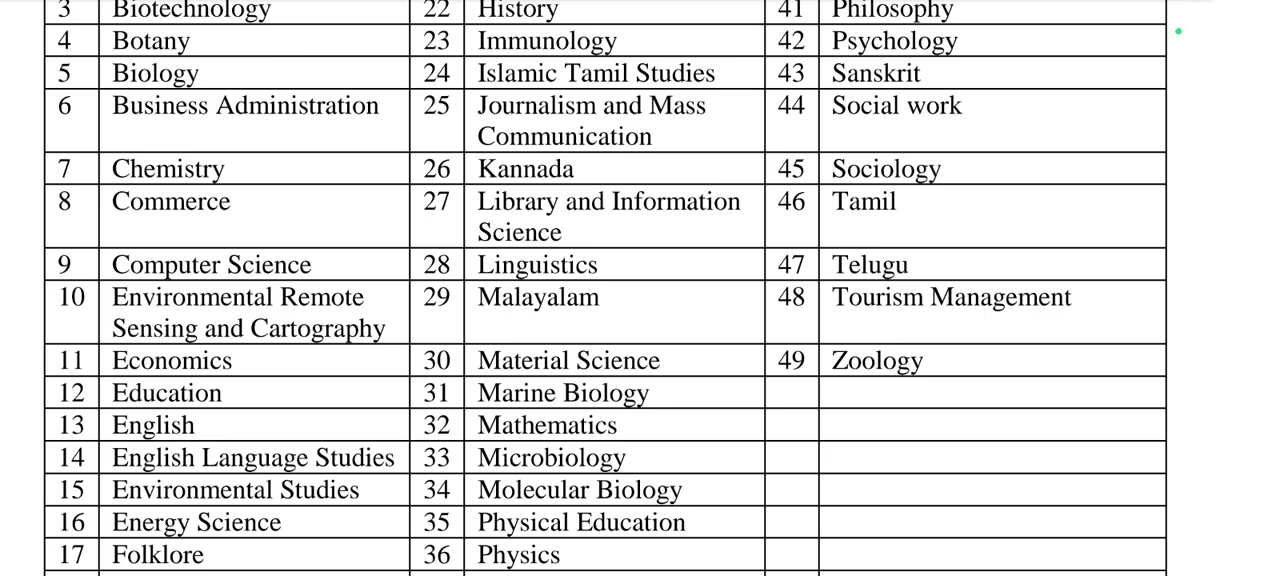 3 Biotechnology 22 History 41 Philosophy
4 Botany 23 Immunology 42 Psychology
5 Biology 24 Islamic Tamil Studies 43 Sanskrit
6 Business Administration 25 Journalism and Mass 44 Social work
Communication
7 Chemistry 26 Kannada 45 Sociology
8 Commerce 27 Library and Information 46 Tamil
Science
9 Computer Science 28 Linguistics 47 Telugu
10 Environmental Remote 29 Malayalam 48 Tourism Management
Sensing and Cartography
11 Economics 30 Material Science 49 Zoology
12 Education 31 Marine Biology
13 English 32 Mathematics
14 English Language Studies 33 Microbiology
15 Environmental Studies 34 Molecular Biology
16 Energy Science 35 Physical Education
17 Folklore 36 Physics